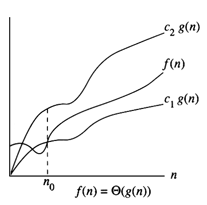 c₂ g(n)
f(n)
c₁ g(n)
n₀
n
f(n) = Θ(g(n))